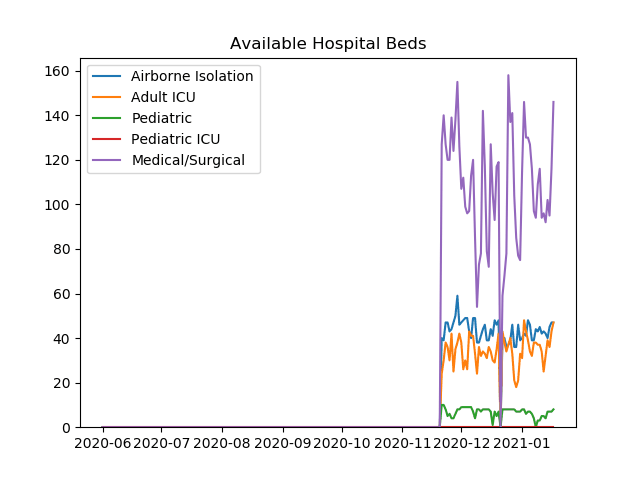 Available Hospital Beds
160
140
120
100
80
60
40
20
0
Airborne Isolation
Adult ICU
Pediatric
Pediatric ICU
Medical/Surgical
2020-06 2020-07 2020-08 2020-09 2020-10 2020-11 2020-12 2021-01